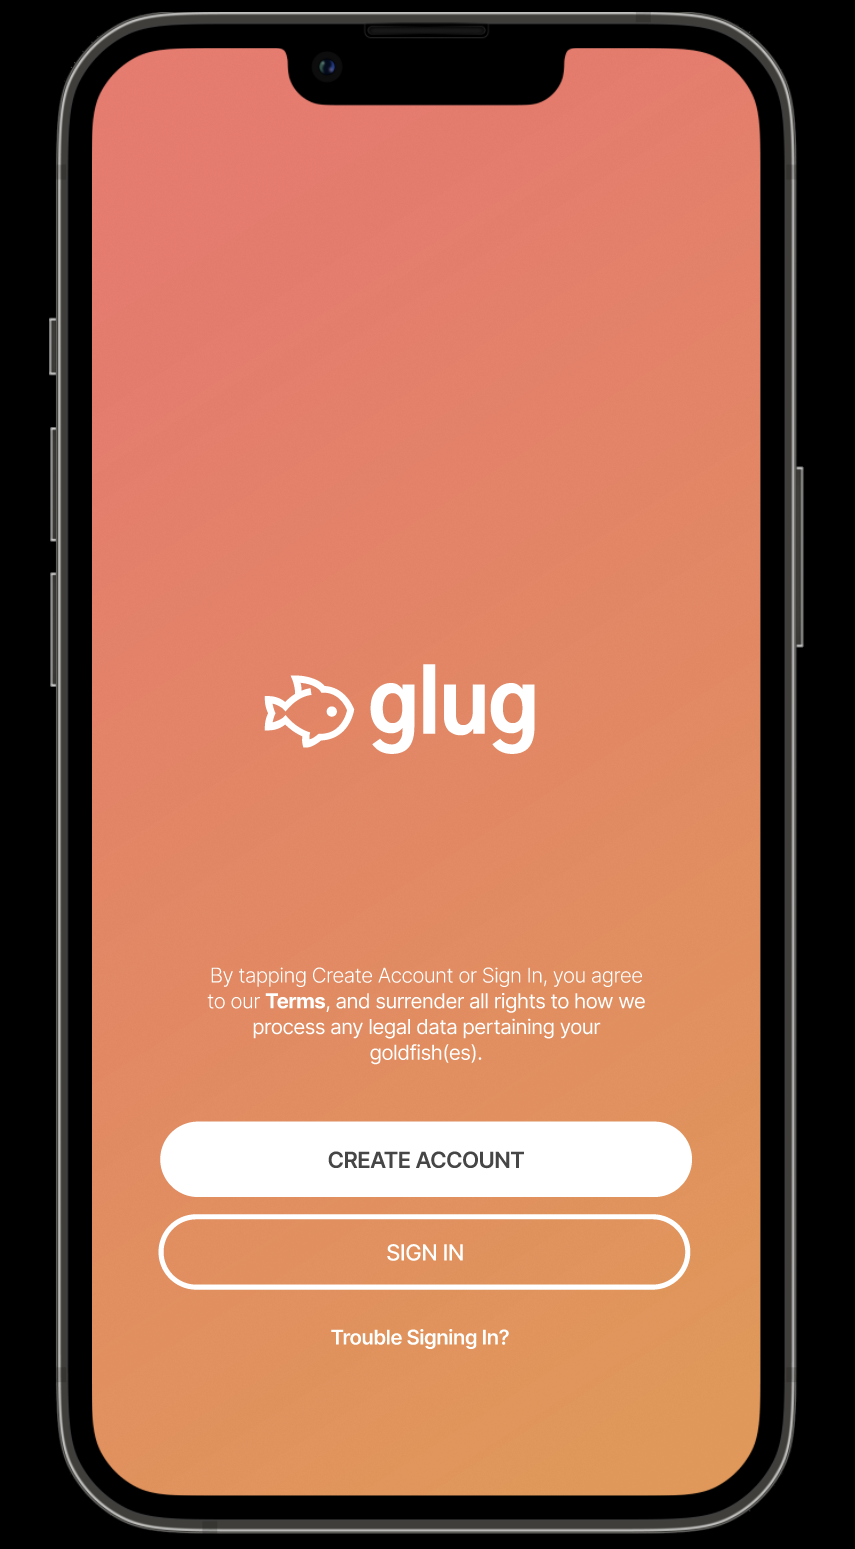 glug
By tapping Create Account or Sign In, you agree
to our Terms, and surrender all rights to how we
process any legal data pertaining your
goldfish(es).
CREATE ACCOUNT
SIGN IN
Trouble Signing In?